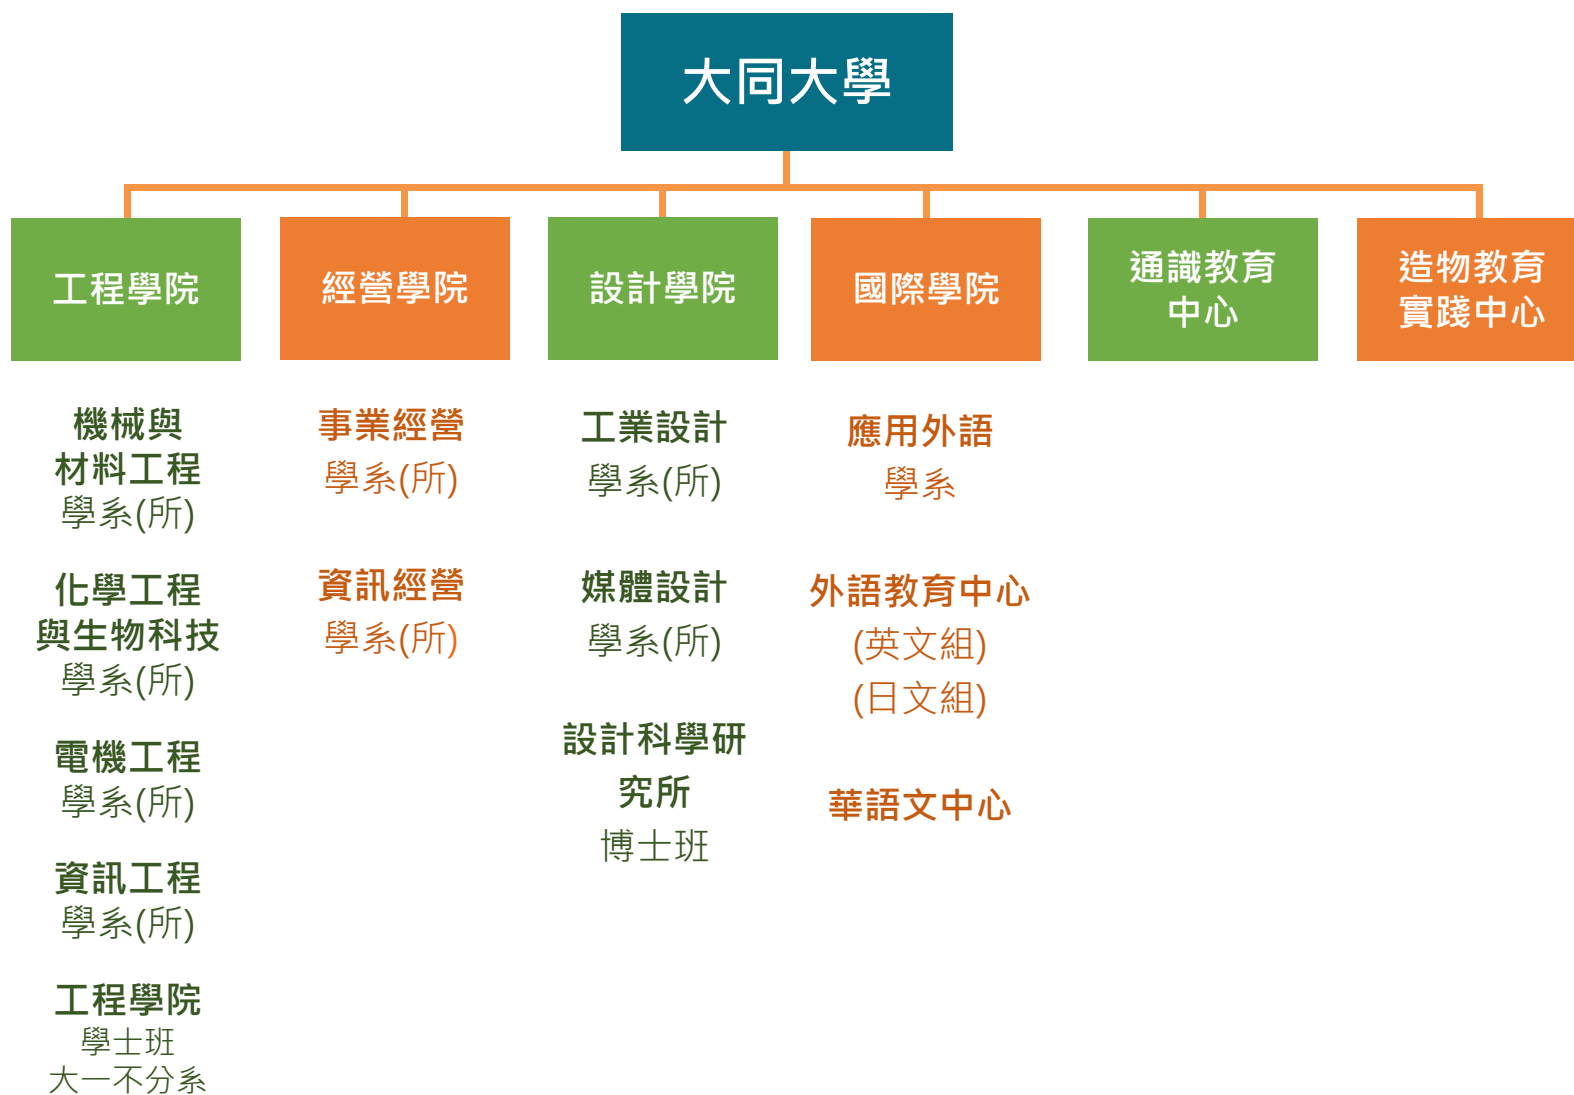 大同大學
工程學院
機械與
材料工程
學系(所)
化學工程
與生物科技
學系(所)
電機工程
學系(所)
資訊工程
學系(所)
工程學院
學士班
大一不分系
經營學院
事業經營
學系(所)
資訊經營
學系(所)
設計學院
工業設計
學系(所)
媒體設計
學系(所)
設計科學研
究所
博士班
國際學院
應用外語
學系
外語教育中心
(英文組)
(日文組)
華語文中心
通識教育
中心
造物教育
實踐中心